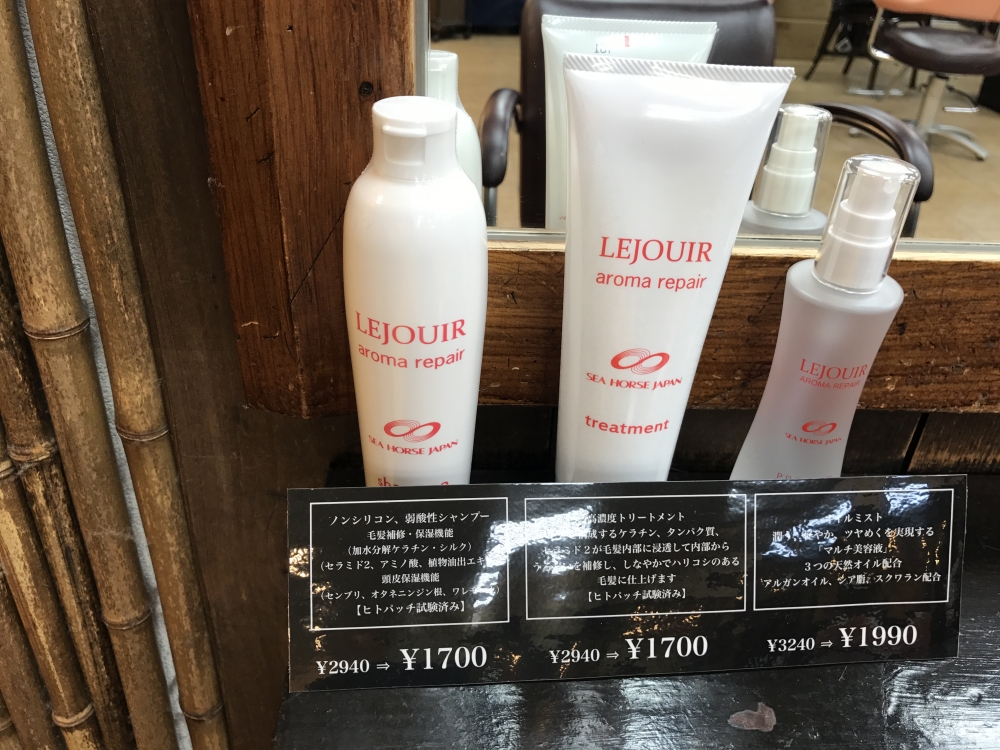 LEJOUIR
aroma repair
SEA HORSE JAPAN
LEJOUIR
aroma repair
SEA HORSE JAPAN
treatment
LEJOUIR
AROMA REPAIR
SEA HORSE JAPAN
ノンシリコン、弱酸性シャンプー
毛髪補修・保湿機能
(加水分解ケラチン・シルク)
(セラミド2、アミノ酸、植物油出エキ
頭皮保湿機能
(センブリ、オタネニンジン根、ワレ
【ヒトパッチ試験済み】
¥2940 ⇒ ¥1700
高濃度トリートメント
成するケラチン、タンパク質、
ラミド2が毛髪内部に浸透して内部から
を補修し、しなやかでハリコシのある
毛髪に仕上げます
【ヒトパッチ試験済み】
¥2940 ⇒ ¥1700
ルミスト
ツヤめくを実現する
マルチ美容液」
3つの天然オイル配合
アルガンオイル、シア脂、スクワラン配合
¥3240 ⇒ ¥1990